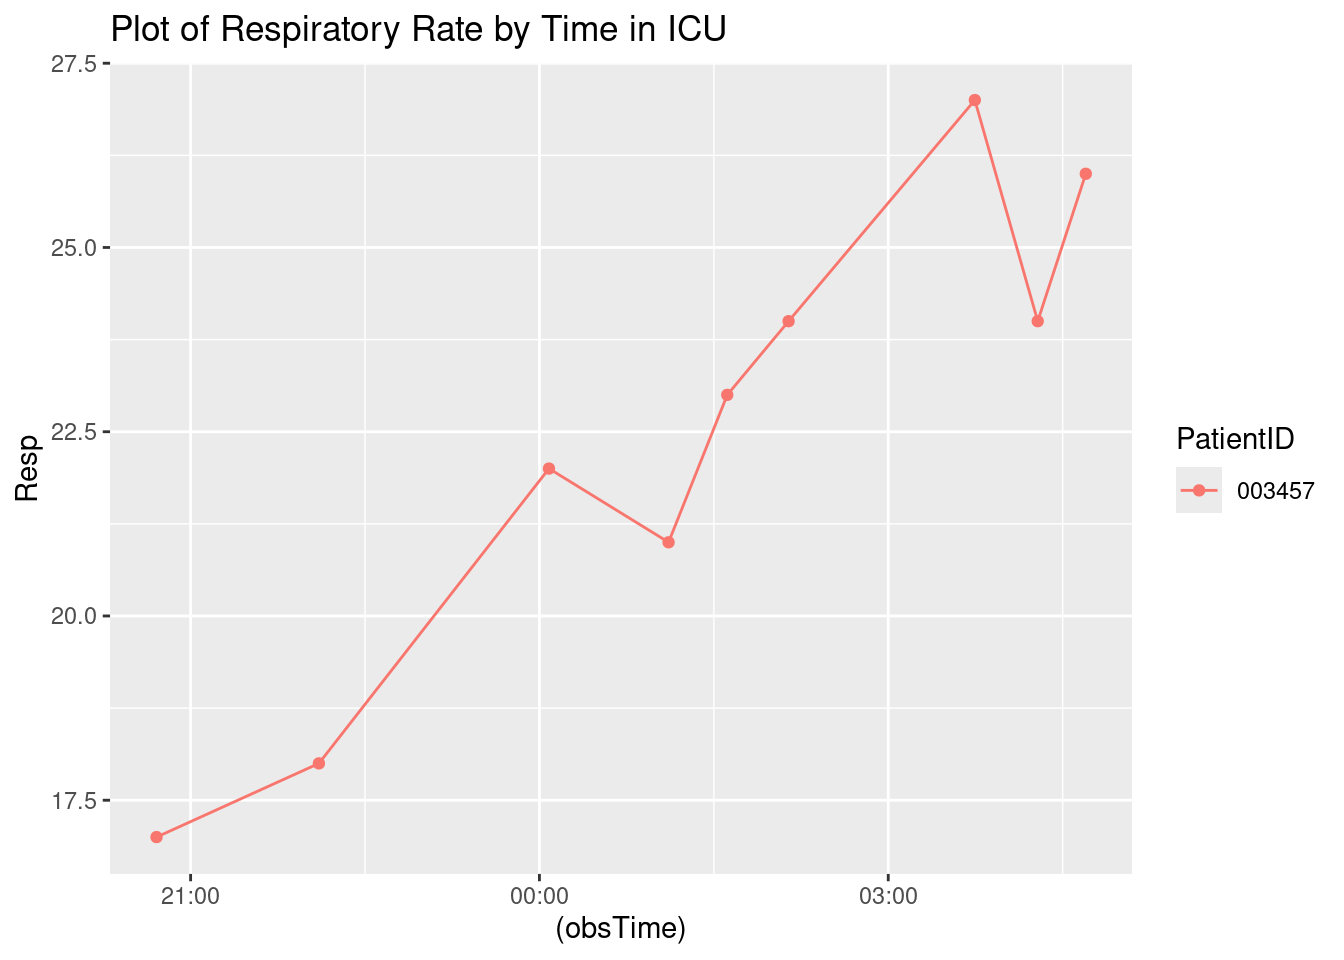 Plot of Respiratory Rate by Time in ICU
27.5
25.0
22.5
20.0
17.5
Resp
21:00
00:00
03:00
(obsTime)
PatientID
003457